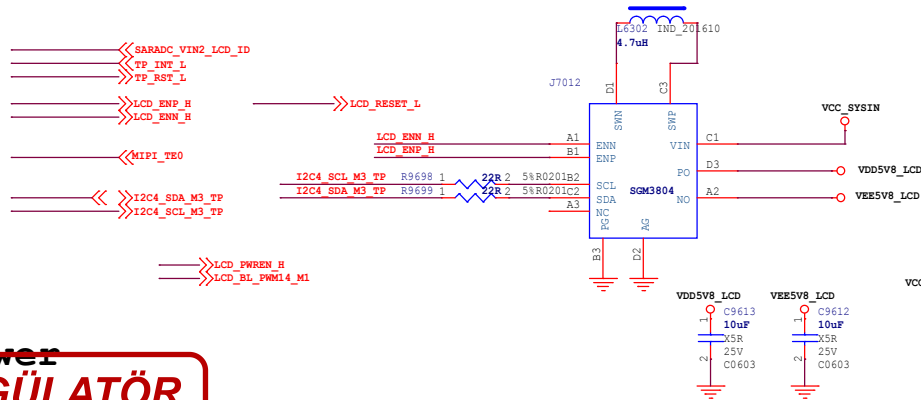 L6302 IND_201610
4.7uH
SARADC_VIN2_LCD_ID
TP_INT_L
TP_RST_L
LCD_ENP_H
LCD_ENN_H
LCD_RESET_L
MIPI_TE0
I2C4_SDA_M3_TP
I2C4_SCL_M3_TP
LCD_PWREN_H
LCD_BL_PWM14_M1
J7012
D1
C3
SWN
SWP
LCD_ENN_H A1 ENN
LCD_ENP_H B1 ENP
I2C4_SCL_M3_TP R9698 1 22R 2 5%R0201 B2 SCL
I2C4_SDA_M3_TP R9699 1 22R 2 5%R0201 C2 SDA
A3 NC
SGM3804
VIN C1
PO D3
NO A2
PG
AG
B3
D2
VCC_SYSIN
VDD5V8_LCD
VEE5V8_LCD
VDD5V8_LCD
1
C9613
10uF
X5R
25V
2
C0603
VEE5V8_LCD
1
C9612
10uF
X5R
25V
2
C0603